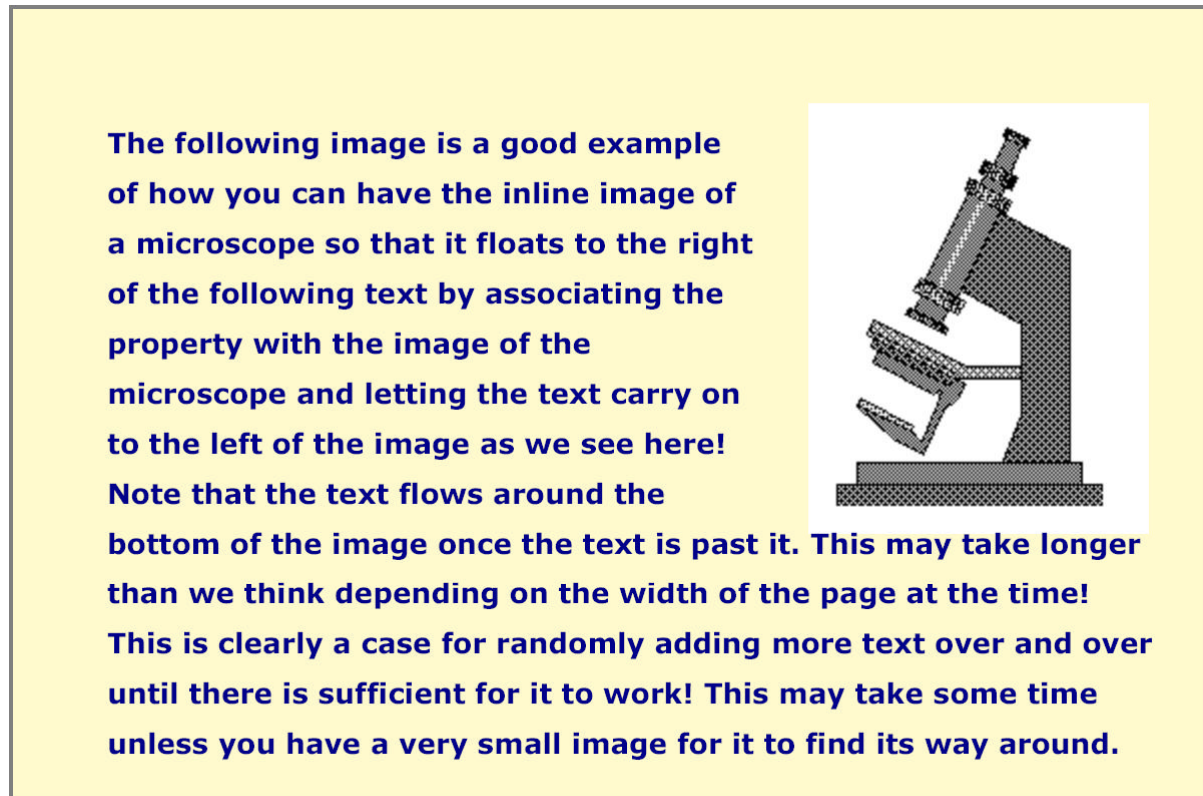 The following image is a good example
of how you can have the inline image of
a microscope so that it floats to the right
of the following text by associating the
property with the image of the
microscope and letting the text carry on
to the left of the image as we see here!
Note that the text flows around the
bottom of the image once the text is past it. This may take longer
than we think depending on the width of the page at the time!
This is clearly a case for randomly adding more text over and over
until there is sufficient for it to work! This may take some time
unless you have a very small image for it to find its way around.